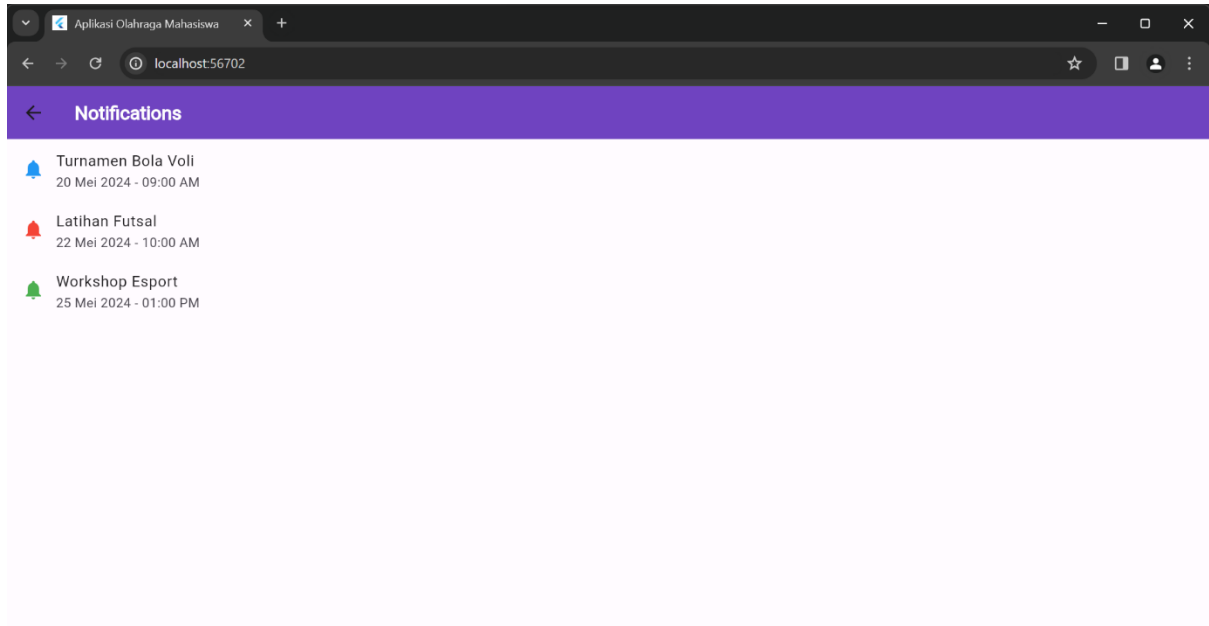 Aplikasi Olahraga Mahasiswa
localhost:56702
Notifications
Turnamen Bola Voli
20 Mei 2024 - 09:00 AM
Latihan Futsal
22 Mei 2024 - 10:00 AM
Workshop Esport
25 Mei 2024 - 01:00 PM